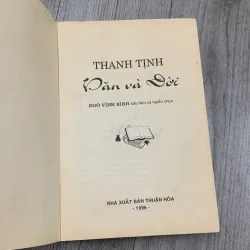 THANH TỊNH
Văn và Đời
NGÔ VĨNH BÌNH sưu tầm và tuyển chọn
NHÀ XUẤT BẢN THUẬN HÓA
- 1996 -